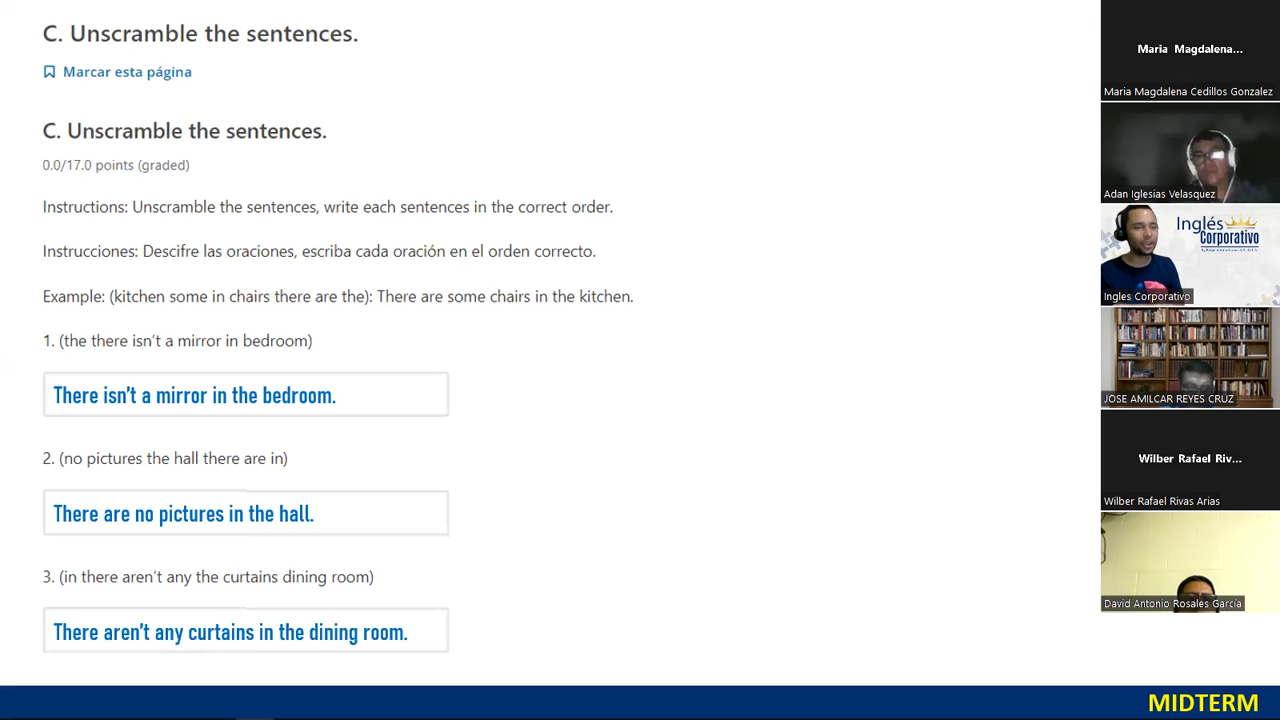 C. Unscramble the sentences.
Marcar esta página
C. Unscramble the sentences.
0.0/17.0 points (graded)
Instructions: Unscramble the sentences, write each sentences in the correct order.
Instrucciones: Descifre las oraciones, escriba cada oración en el orden correcto.
Example: (kitchen some in chairs there are the): There are some chairs in the kitchen.
1. (the there isn’t a mirror in bedroom)
There isn't a mirror in the bedroom.
2. (no pictures the hall there are in)
There are no pictures in the hall.
3. (in there aren’t any the curtains dining room)
There aren't any curtains in the dining room.
MIDTERM
Maria Magdalena...
Maria Magdalena Cedillos Gonzalez
Adan Iglesias Velasquez
Inglés
Corporativo
Ingles Corporativo
JOSE AMILCAR REYES CRUZ
Wilber Rafael Riv...
Wilber Rafael Rivas Arias
David Antonio Rosales García